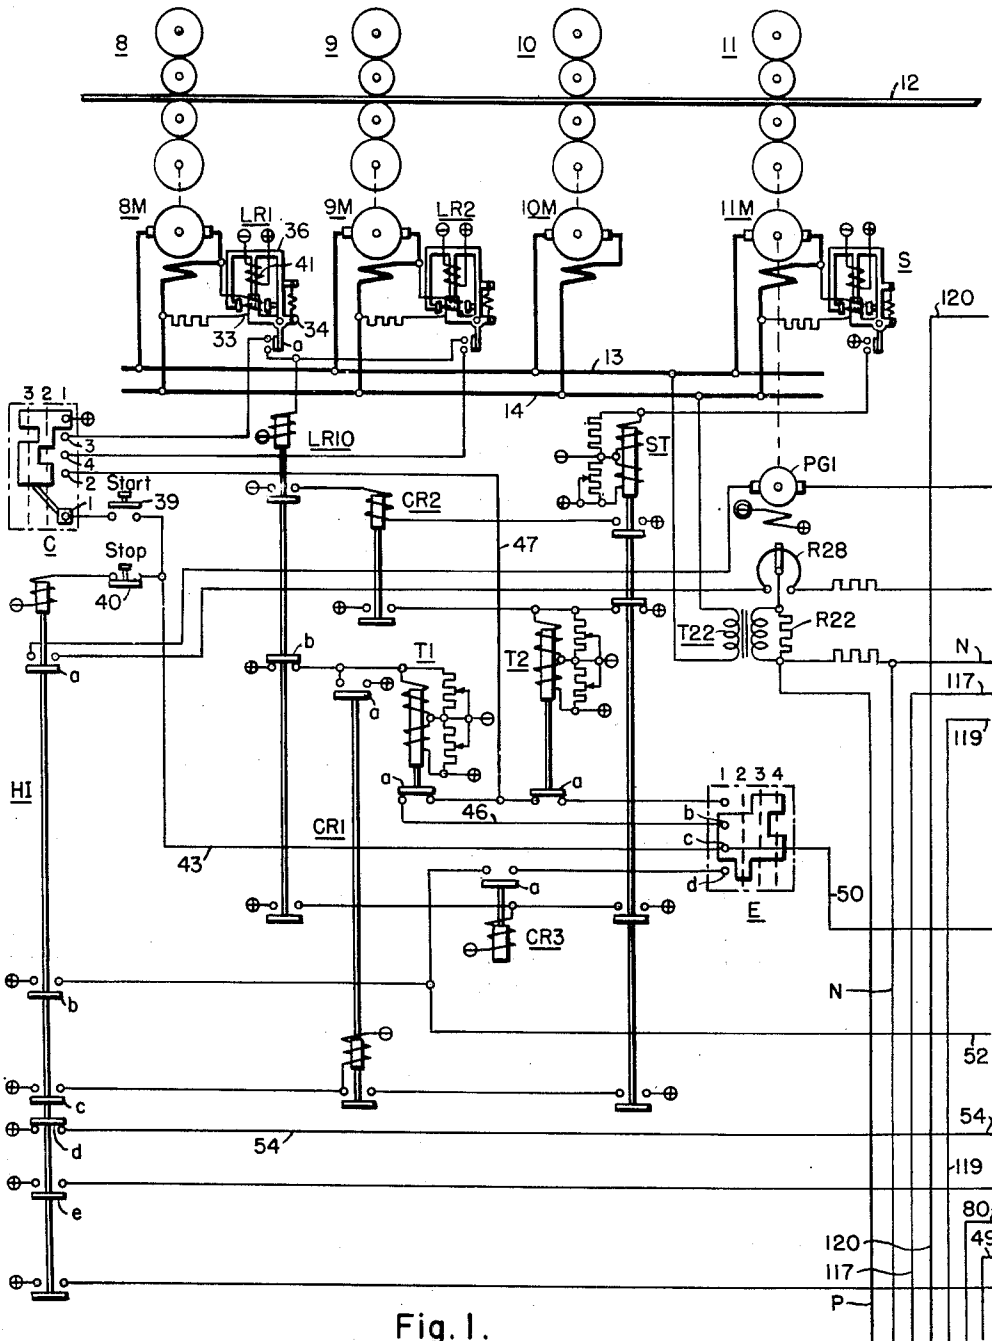 8 9 10 11
12
8M LR1 36 9M LR2 10M 11M S
41
120
33 34
a
13
14
3 2 1
3
4
2
1
LR10
ST
PG1
Start
39
C
CR2
Stop
40
47
R28
a
b
T1
T2
T22
R22
N
117
119
a
HI
a
a
1 2 3 4
b
c
d
46
CR1
43
a
E
50
CR3
b
N
52
c
d
54
54
119
e
80
49
120
117
P
Fig. 1.